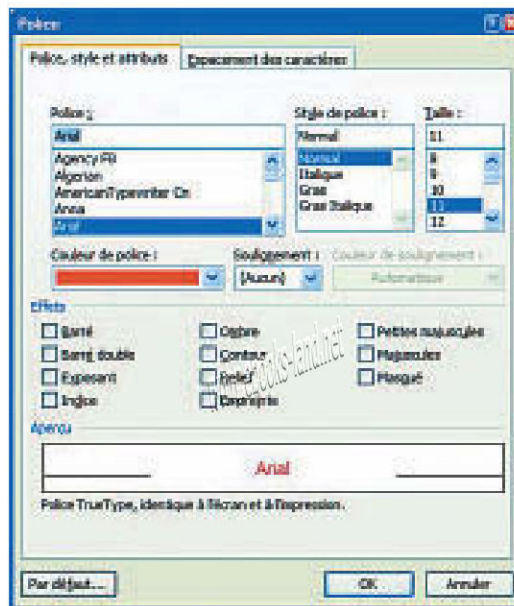 Police
Police, style et attributs Espacement des caractères
Police : Style de police : Taille :
Arial Normal 11
Agency FB Normal 8
Algerian Italique 9
AmericanTypewriter Cn Gras 10
Anna Gras Italique 11
Arial 12
Couleur de police : Soulignement : Couleur de soulignement :
(Aucun) Automatique
Effets
Barré Ombre Petites majuscules
Barré double Contour Majuscules
Exposant Relief Masqué
Indice Empreinte
Aperçu
Arial
Police TrueType, identique à l'écran et à l'impression.
Par défaut... OK Annuler